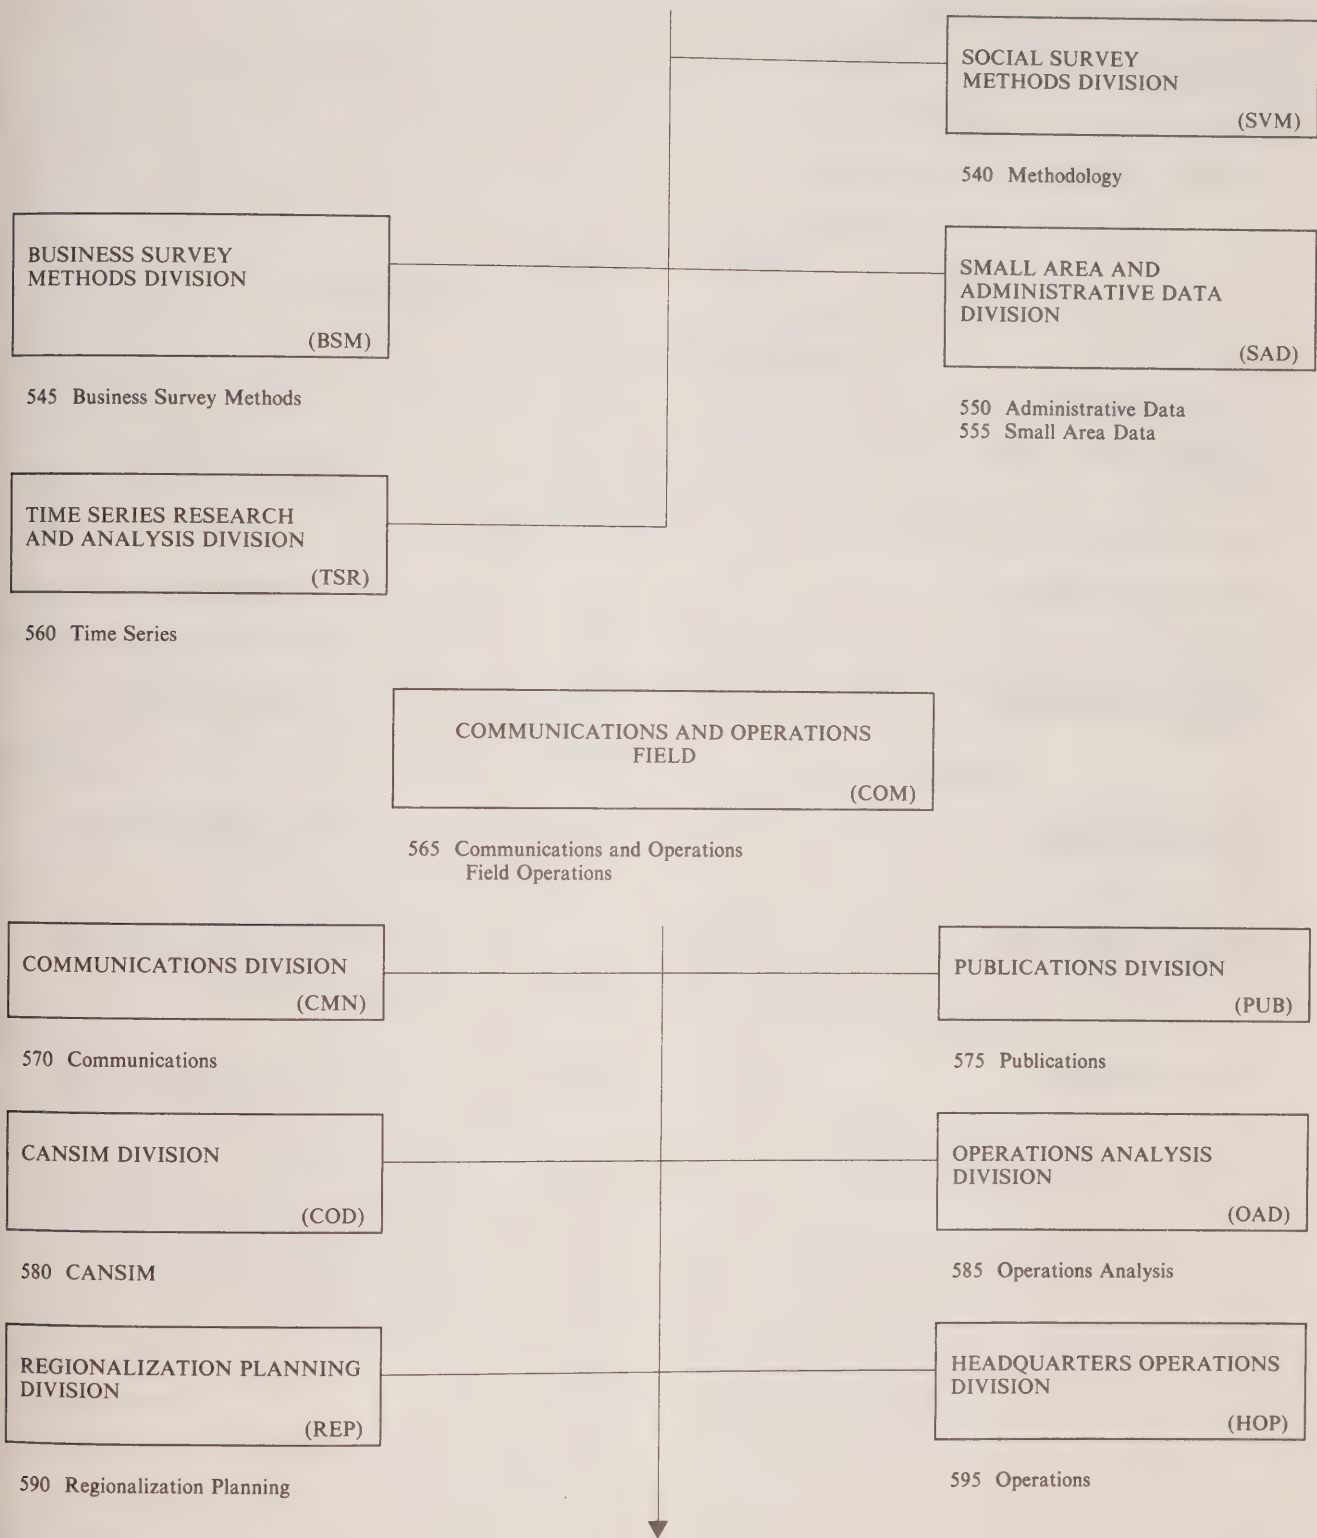 SOCIAL SURVEY
METHODS DIVISION
(SVM)
540 Methodology
BUSINESS SURVEY
METHODS DIVISION
(BSM)
545 Business Survey Methods
SMALL AREA AND
ADMINISTRATIVE DATA
DIVISION
(SAD)
550 Administrative Data
555 Small Area Data
TIME SERIES RESEARCH
AND ANALYSIS DIVISION
(TSR)
560 Time Series
COMMUNICATIONS AND OPERATIONS
FIELD
(COM)
565 Communications and Operations
Field Operations
COMMUNICATIONS DIVISION
(CMN)
570 Communications
PUBLICATIONS DIVISION
(PUB)
575 Publications
CANSIM DIVISION
(COD)
580 CANSIM
OPERATIONS ANALYSIS
DIVISION
(OAD)
585 Operations Analysis
REGIONALIZATION PLANNING
DIVISION
(REP)
590 Regionalization Planning
HEADQUARTERS OPERATIONS
DIVISION
(HOP)
595 Operations